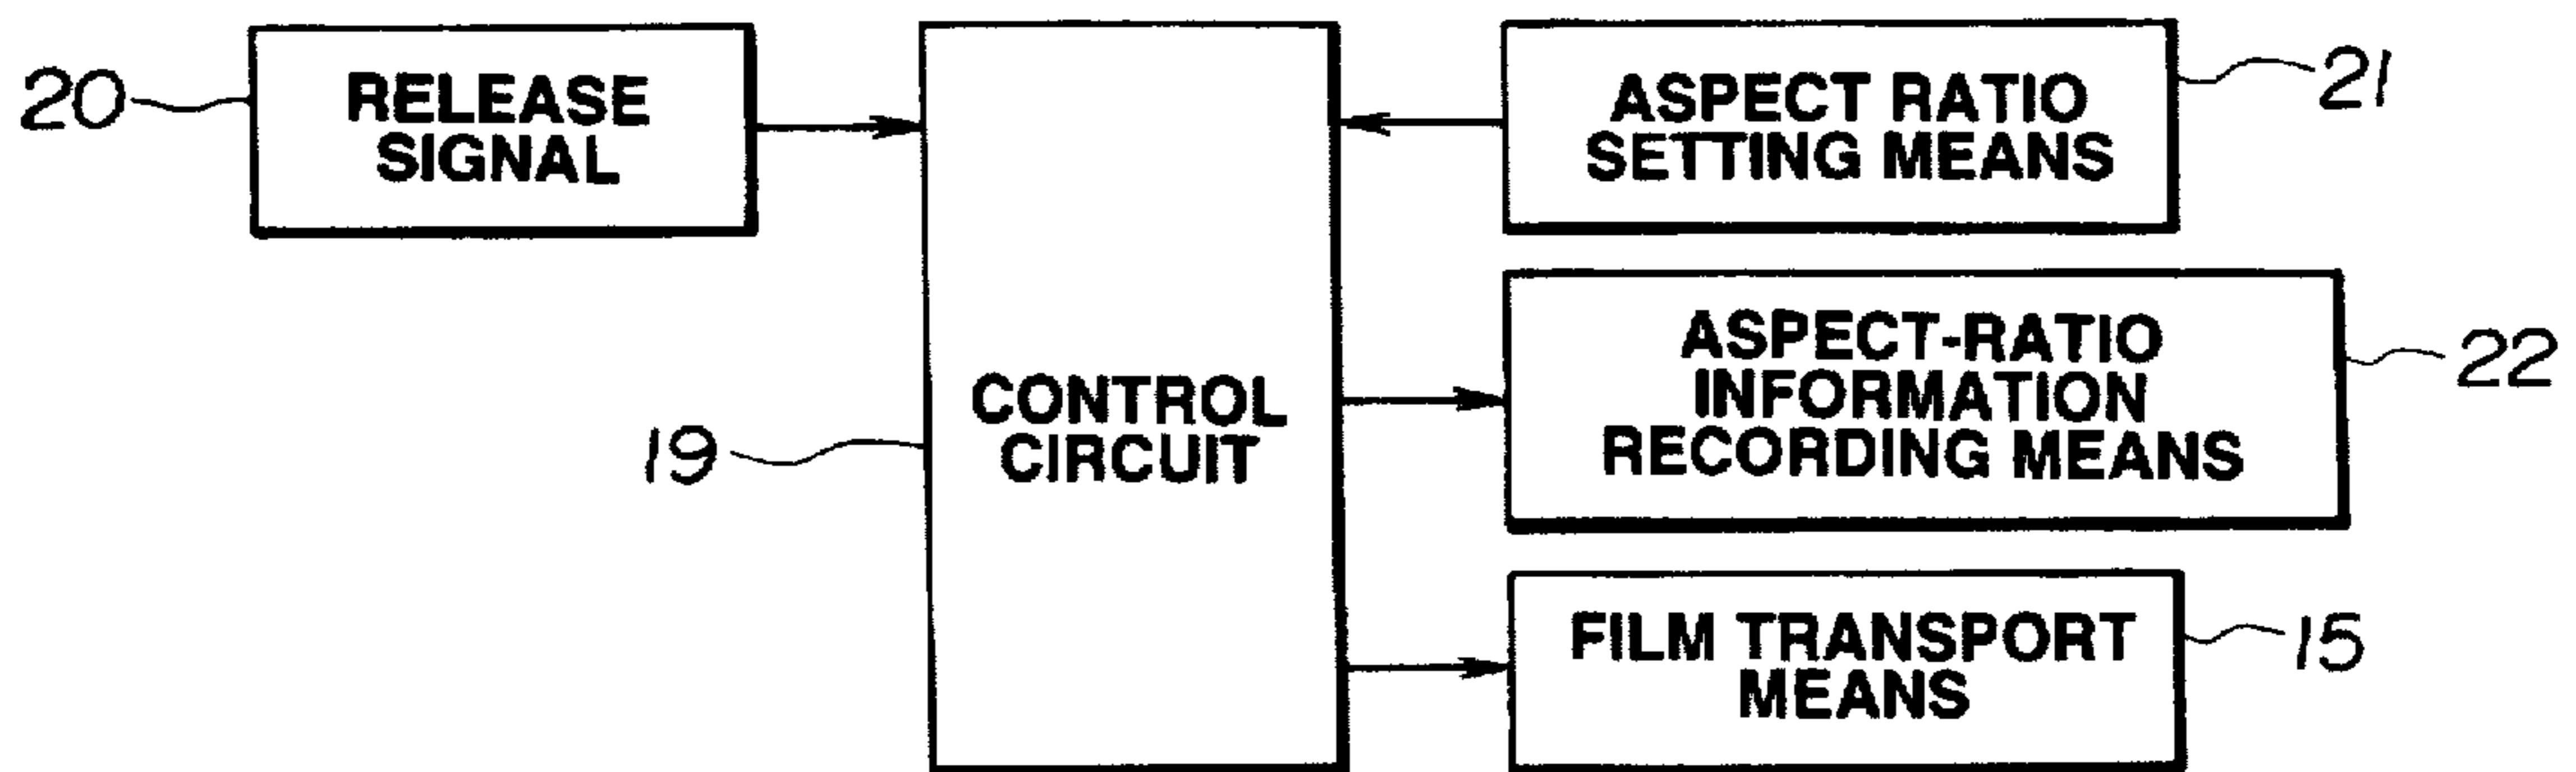 20
RELEASE
SIGNAL
19
CONTROL
CIRCUIT
ASPECT RATIO
SETTING MEANS
21
ASPECT-RATIO
INFORMATION
RECORDING MEANS
22
FILM TRANSPORT
MEANS
15